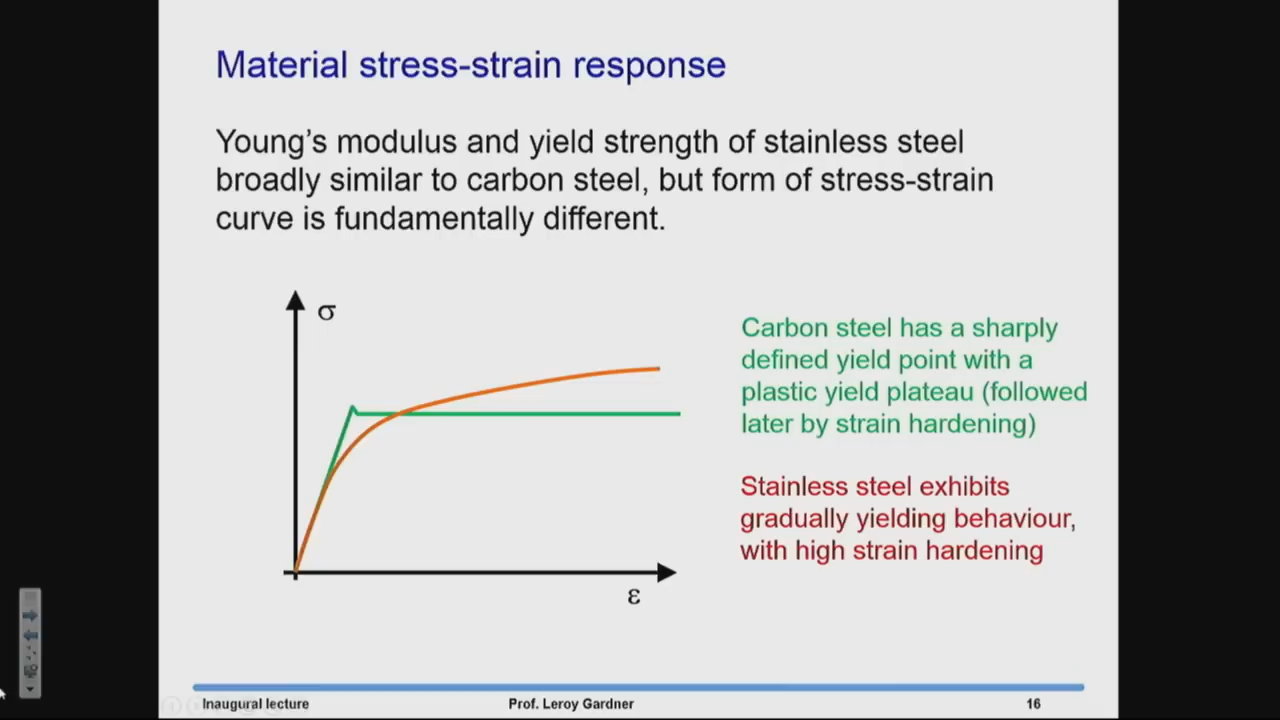 Material stress-strain response
Young's modulus and yield strength of stainless steel
broadly similar to carbon steel, but form of stress-strain
curve is fundamentally different.
σ
Carbon steel has a sharply
defined yield point with a
plastic yield plateau (followed
later by strain hardening)
Stainless steel exhibits
gradually yielding behaviour,
with high strain hardening
ε
Inaugural lecture
Prof. Leroy Gardner
16